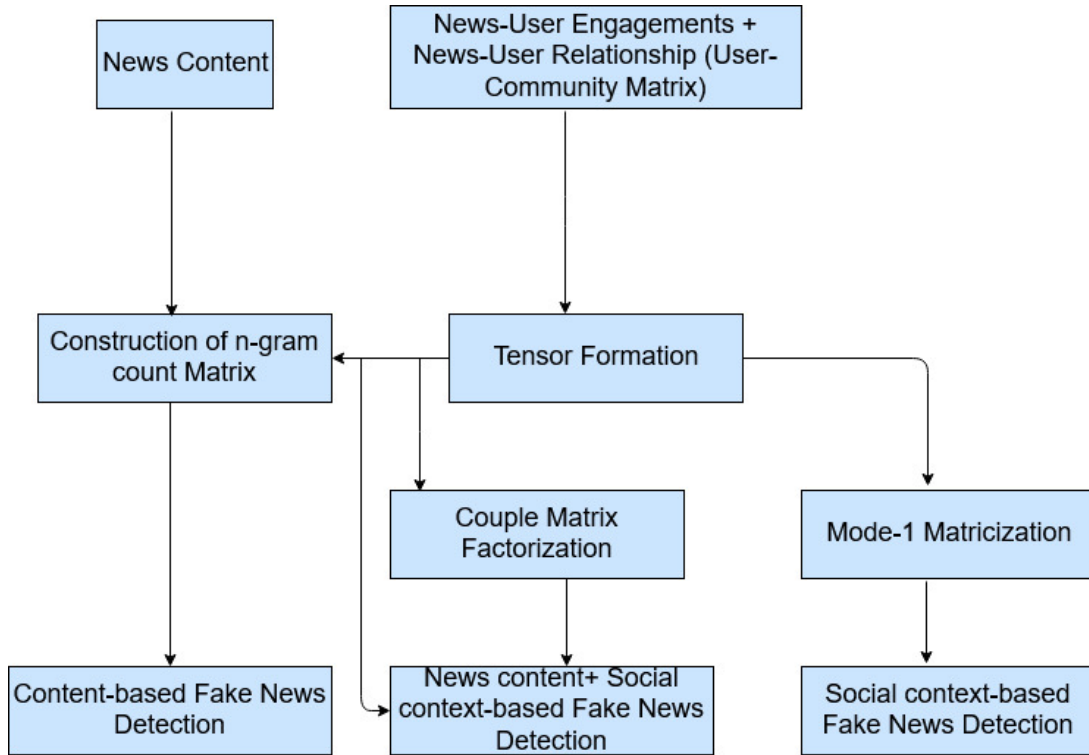 News Content
News-User Engagements +
News-User Relationship (User-
Community Matrix)
Construction of n-gram
count Matrix
Tensor Formation
Couple Matrix
Factorization
Mode-1 Matricization
Content-based Fake News
Detection
News content+ Social
context-based Fake News
Detection
Social context-based
Fake News Detection